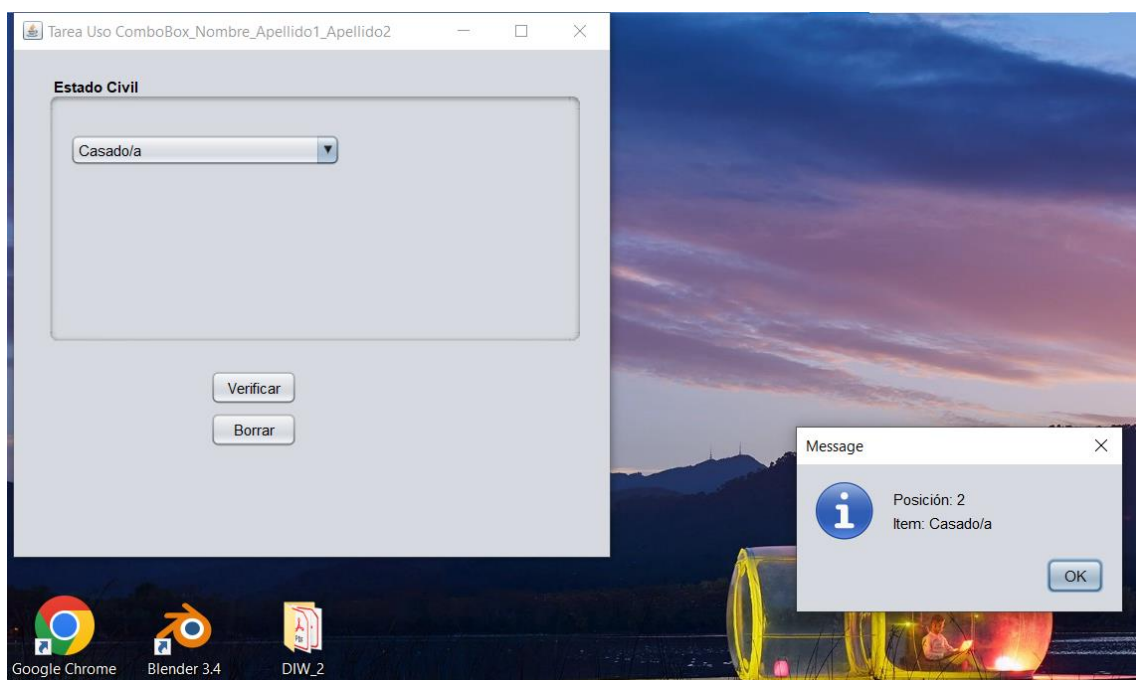 Tarea Uso ComboBox_Nombre_Apellido1_Apellido2
Estado Civil
Casado/a
Verificar
Borrar
Message
Posición: 2
Item: Casado/a
OK
PDF
Google Chrome
Blender 3.4
DIW_2